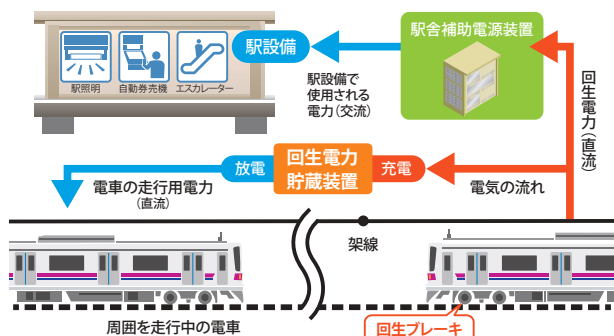 駅設備
駅照明
自動券売機
エスカレーター
駅設備で
使用される
電力(交流)
駅舎補助電源装置
回生電力(直流)
放電
回生電力
貯蔵装置
充電
電車の走行用電力
(直流)
電気の流れ
架線
周囲を走行中の電車
回生ブレーキ